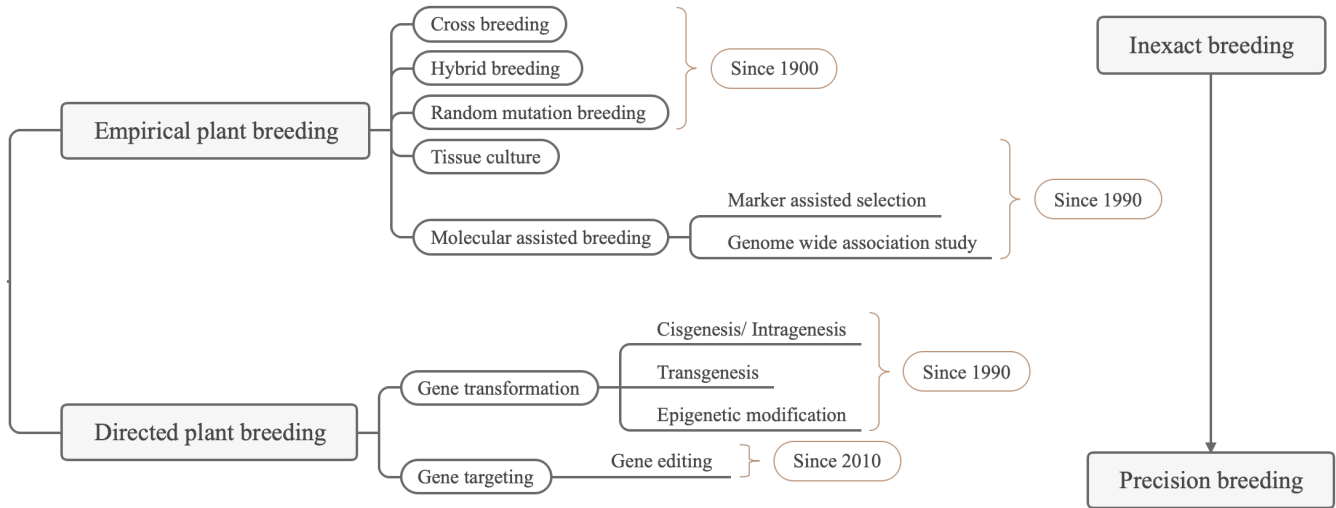 Cross breeding
Hybrid breeding
Random mutation breeding
Since 1900
Empirical plant breeding
Tissue culture
Molecular assisted breeding
Marker assisted selection
Genome wide association study
Since 1990
Directed plant breeding
Gene transformation
Cisgenesis/ Intragenesis
Transgenesis
Epigenetic modification
Since 1990
Gene targeting
Gene editing
Since 2010
Inexact breeding
Precision breeding